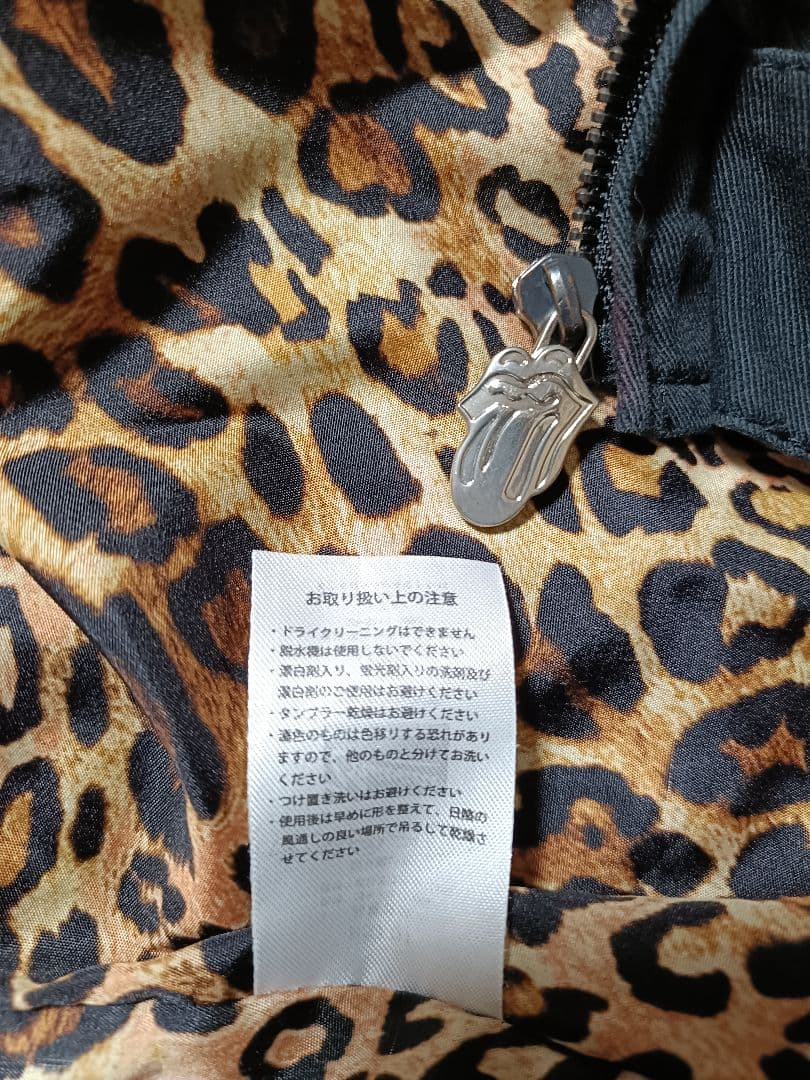 お取り扱い上の注意
・ドライクリーニングはできません
・脱水機は使用しないでください
・漂白剤入り、蛍光剤入りの洗剤及び
漂白剤のご使用はお避けください
・タンブラー乾燥はお避けください
・濃色のものは色移りする恐れがあり
ますので、他のものと分けてお洗い
ください
・つけ置き洗いはお避けください
・使用後は早めに形を整えて、日陰の
風通しの良い場所で吊るして乾燥さ
せてください